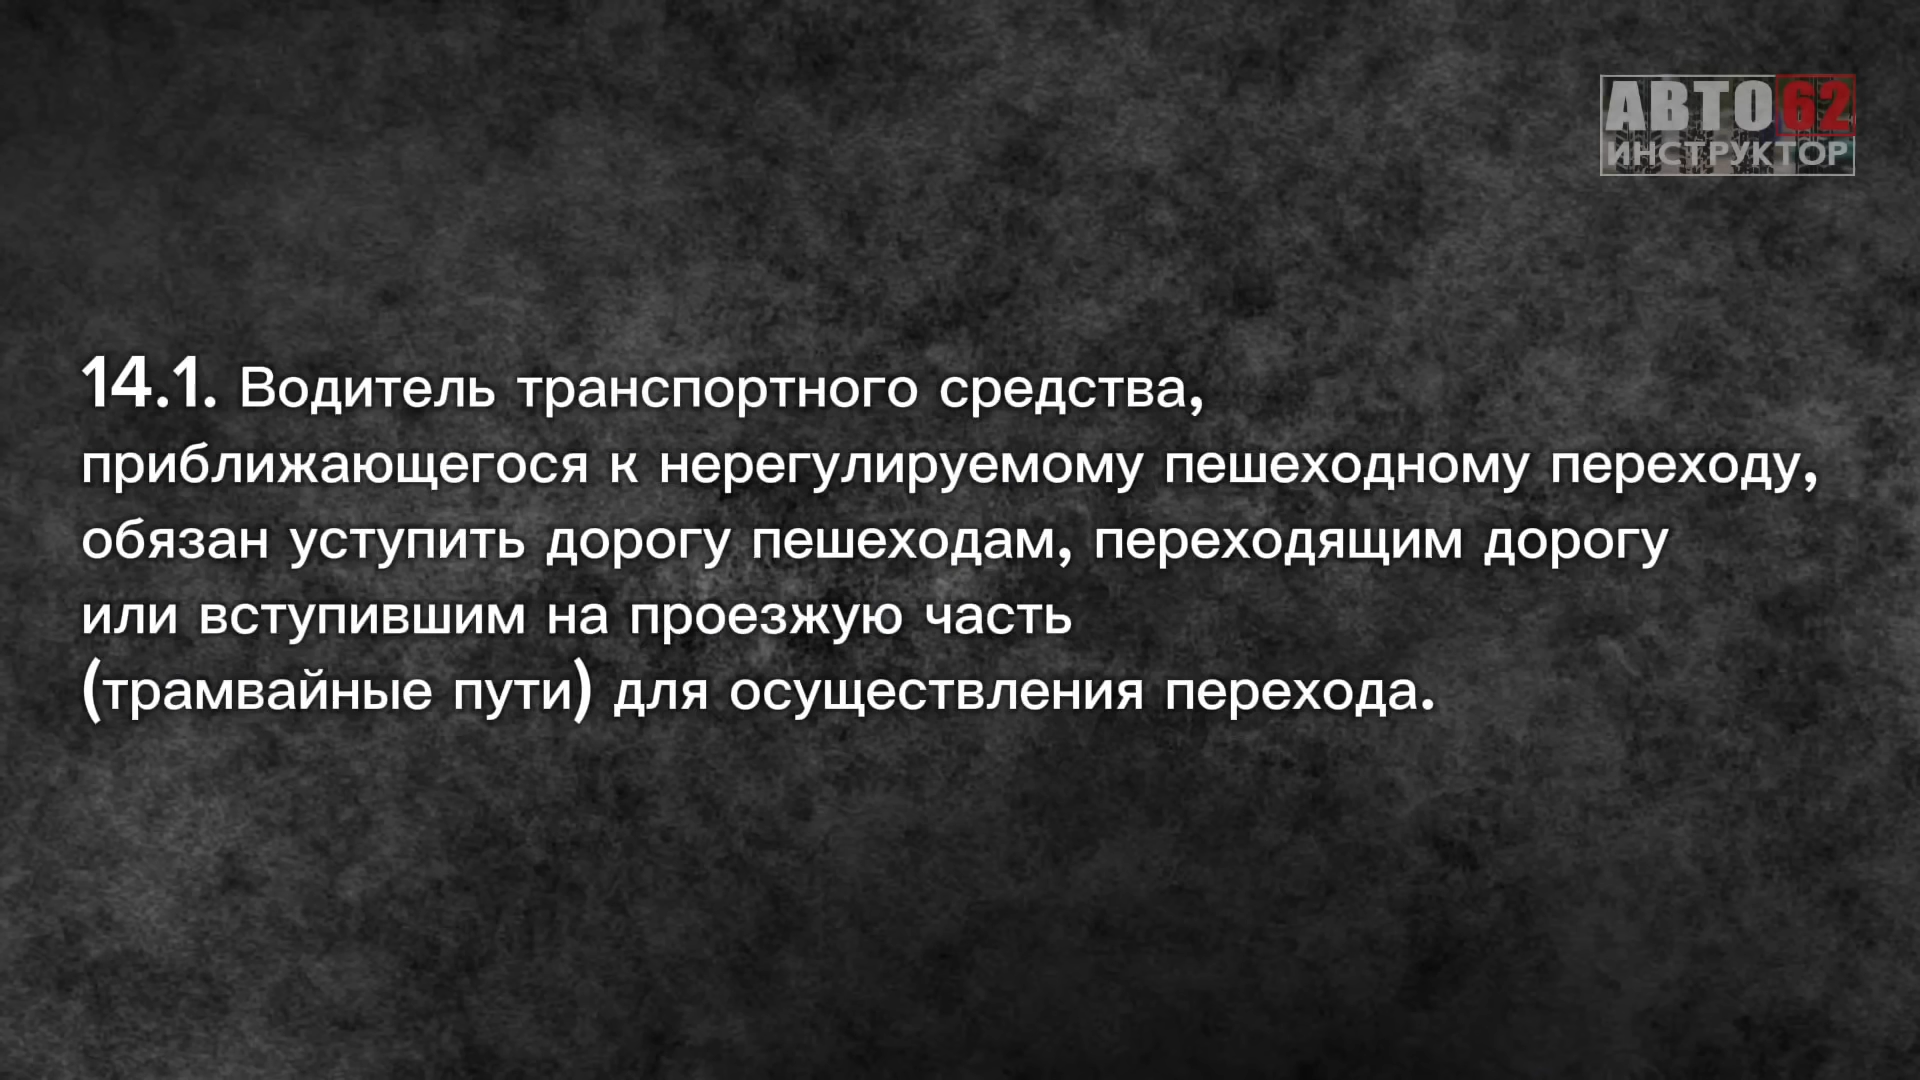 АВТО62
ИНСТРУКТОР
14.1. Водитель транспортного средства,
приближающегося к нерегулируемому пешеходному переходу,
обязан уступить дорогу пешеходам, переходящим дорогу
или вступившим на проезжую часть
(трамвайные пути) для осуществления перехода.